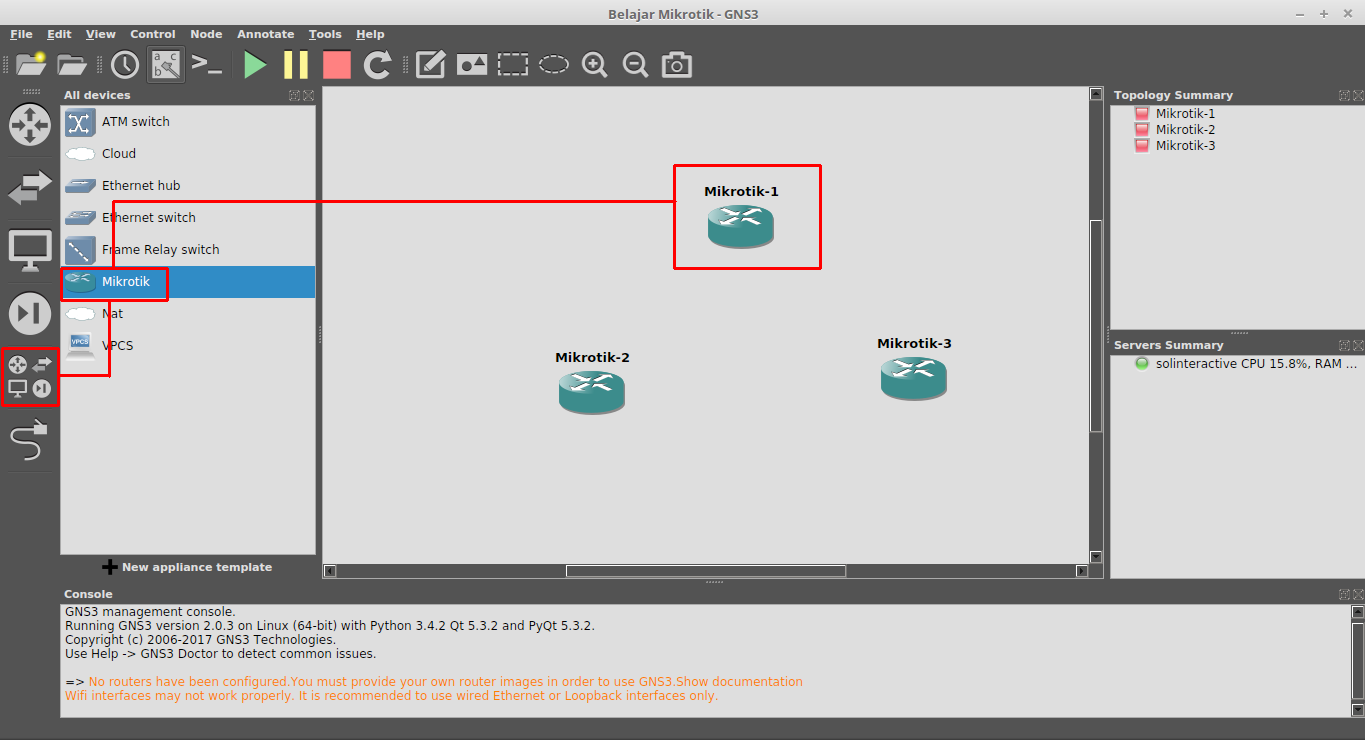 Belajar Mikrotik - GNS3
File Edit View Control Node Annotate Tools Help
All devices
ATM switch
Cloud
Ethernet hub
Ethernet switch
Frame Relay switch
Mikrotik
Nat
VPCS
VPCS
New appliance template
Mikrotik-1
Mikrotik-2
Mikrotik-3
Topology Summary
Mikrotik-1
Mikrotik-2
Mikrotik-3
Servers Summary
solinteractive CPU 15.8%, RAM ...
Console
GNS3 management console.
Running GNS3 version 2.0.3 on Linux (64-bit) with Python 3.4.2 Qt 5.3.2 and PyQt 5.3.2.
Copyright (c) 2006-2017 GNS3 Technologies.
Use Help -> GNS3 Doctor to detect common issues.
=> No routers have been configured.You must provide your own router images in order to use GNS3.Show documentation
Wifi interfaces may not work properly. It is recommended to use wired Ethernet or Loopback interfaces only.